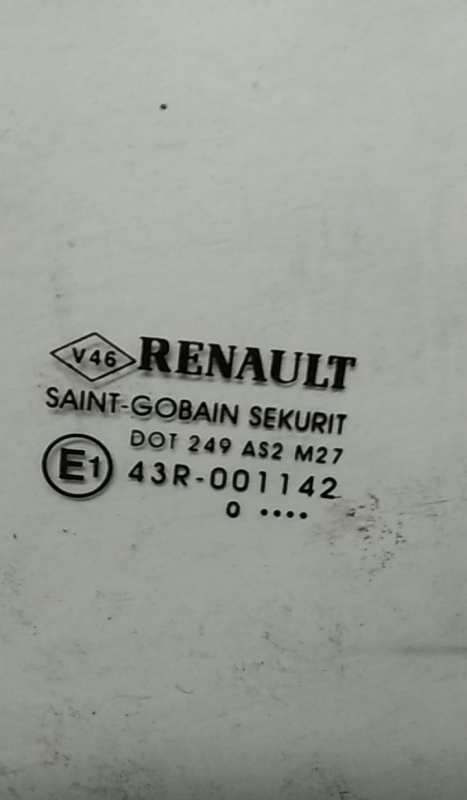 V46 RENAULT
SAINT-GOBAIN SEKURIT
DOT 249 AS2 M27
E1 43R-001142
0 ••••